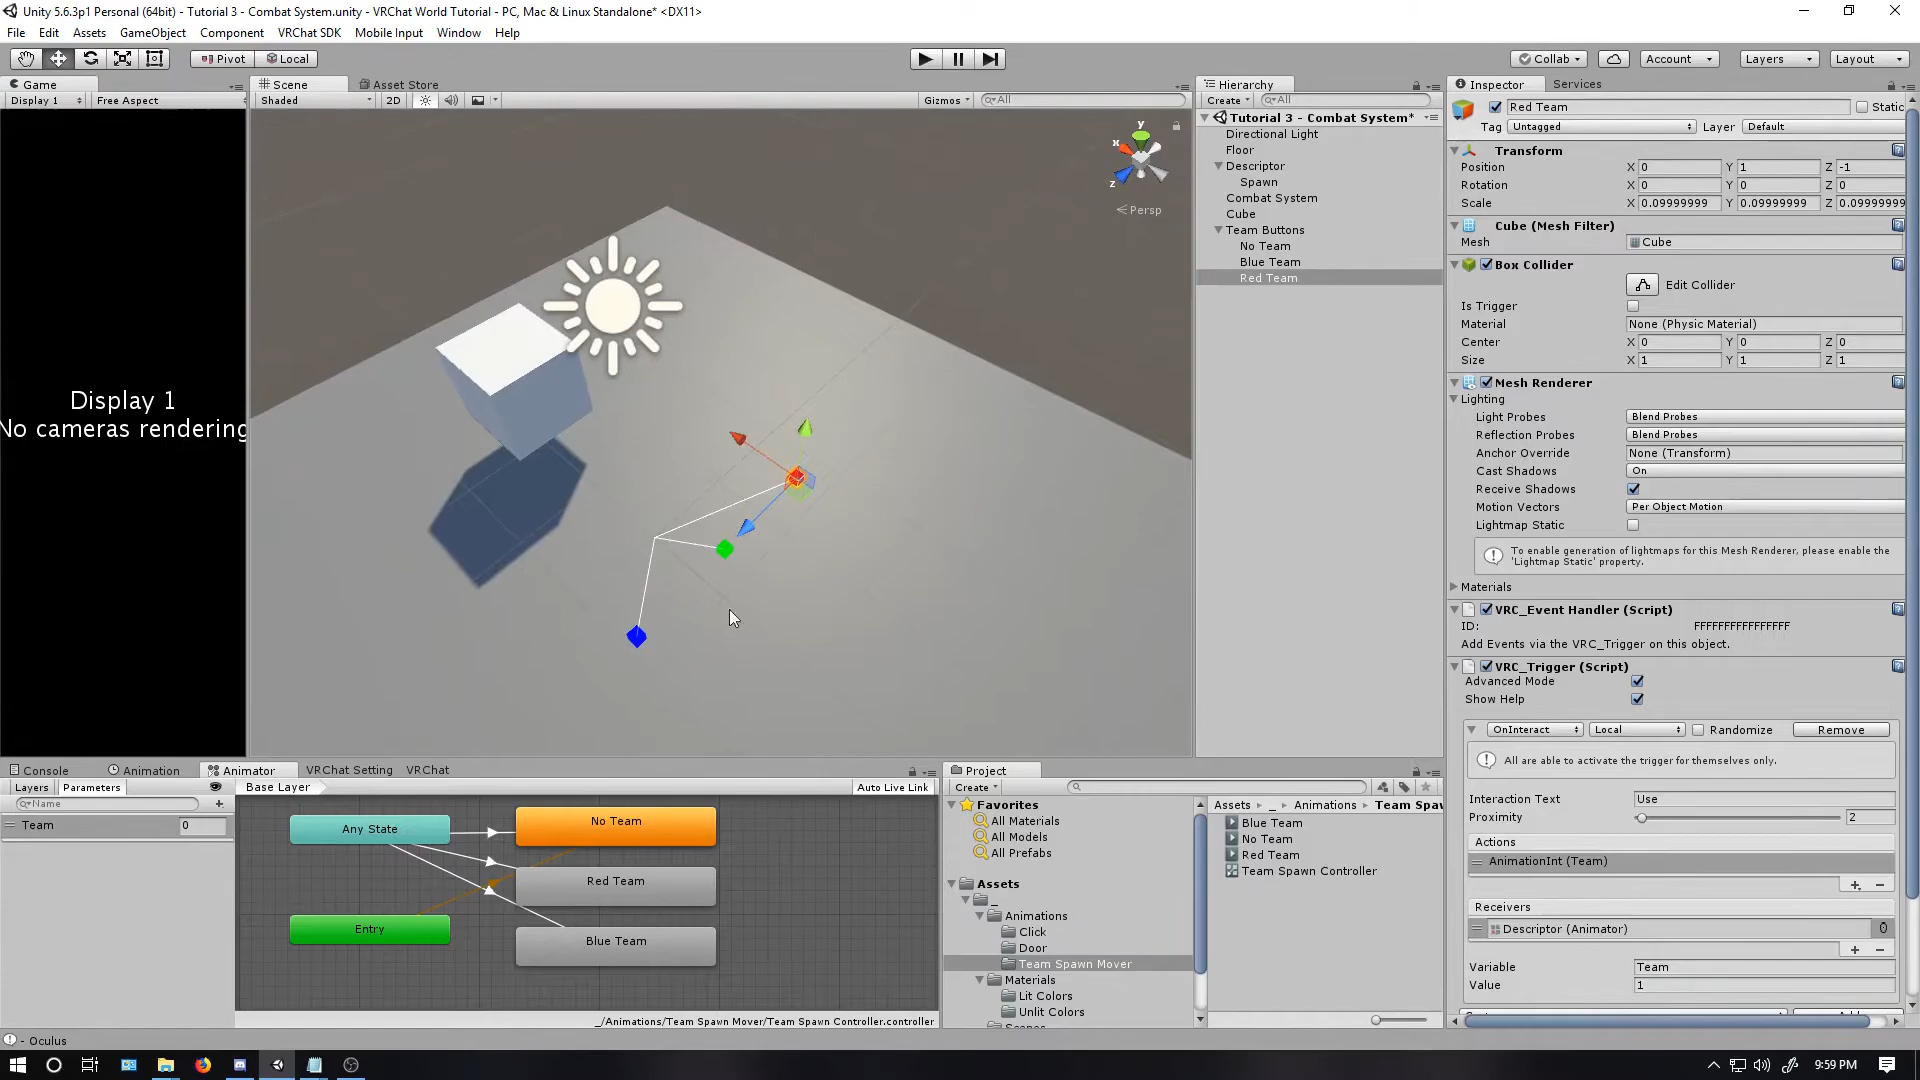 Unity 5.6.3p1 Personal (64bit) - Tutorial 3 - Combat System.unity - VRChat World Tutorial - PC, Mac & Linux Standalone* <DX11>
File Edit Assets GameObject Component VRChat SDK Mobile Input Window Help
Pivot Local
Collab Account Layers Layout
Game
Display 1 Free Aspect
Display 1
No cameras rendering
Scene Asset Store
Shaded 2D Gizmos All
y
x
z
Persp
Hierarchy
Create All
Tutorial 3 - Combat System*
Directional Light
Floor
Descriptor
Spawn
Combat System
Cube
Team Buttons
No Team
Blue Team
Red Team
Inspector Services
Red Team Static
Tag Untagged Layer Default
Transform
Position X 0 Y 1 Z -1
Rotation X 0 Y 0 Z 0
Scale X 0.09999999 Y 0.09999999 Z 0.09999999
Cube (Mesh Filter)
Mesh Cube
Box Collider
Edit Collider
Is Trigger
Material None (Physic Material)
Center X 0 Y 0 Z 0
Size X 1 Y 1 Z 1
Mesh Renderer
Lighting
Light Probes Blend Probes
Reflection Probes Blend Probes
Anchor Override None (Transform)
Cast Shadows On
Receive Shadows
Motion Vectors Per Object Motion
Lightmap Static
To enable generation of lightmaps for this Mesh Renderer, please enable the
'Lightmap Static' property.
Materials
VRC_Event Handler (Script)
ID: FFFFFFFFFFFFFFFF
Add Events via the VRC_Trigger on this object.
VRC_Trigger (Script)
Advanced Mode
Show Help
OnInteract Local Randomize Remove
All are able to activate the trigger for themselves only.
Interaction Text Use
Proximity 2
Actions
AnimationInt (Team)
Receivers
Descriptor (Animator) 0
Variable Team
Value 1
Console Animation Animator VRChat Setting VRChat
Layers Parameters Base Layer Auto Live Link
Name
Team 0
Any State
Entry
No Team
Red Team
Blue Team
_/Animations/Team Spawn Mover/Team Spawn Controller.controller
Project
Create
Favorites
All Materials
All Models
All Prefabs
Assets
_
Animations
Click
Door
Team Spawn Mover
Materials
Lit Colors
Unlit Colors
Assets _ Animations Team Spaw
Blue Team
No Team
Red Team
Team Spawn Controller
- Oculus
9:59 PM